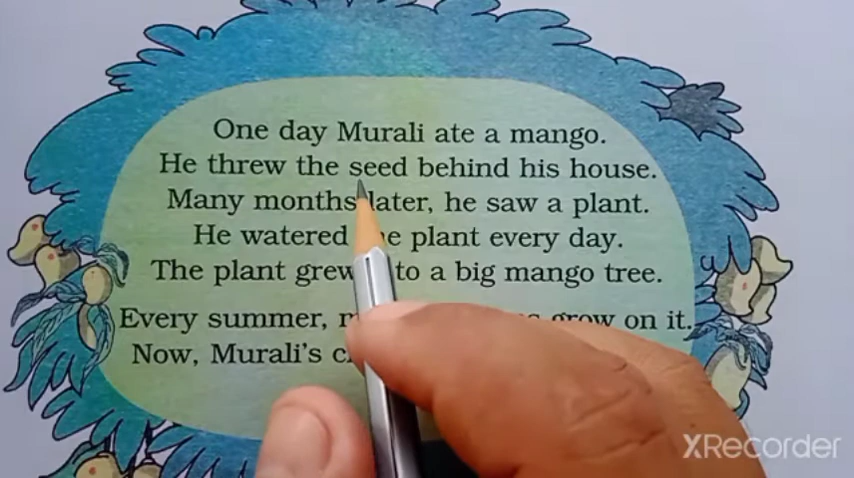 One day Murali ate a mango.
He threw the seed behind his house.
Many months later, he saw a plant.
He watered plant every day.
The plant grew to a big mango tree.
Every summer, grow on it.
Now, Murali's
XRecorder